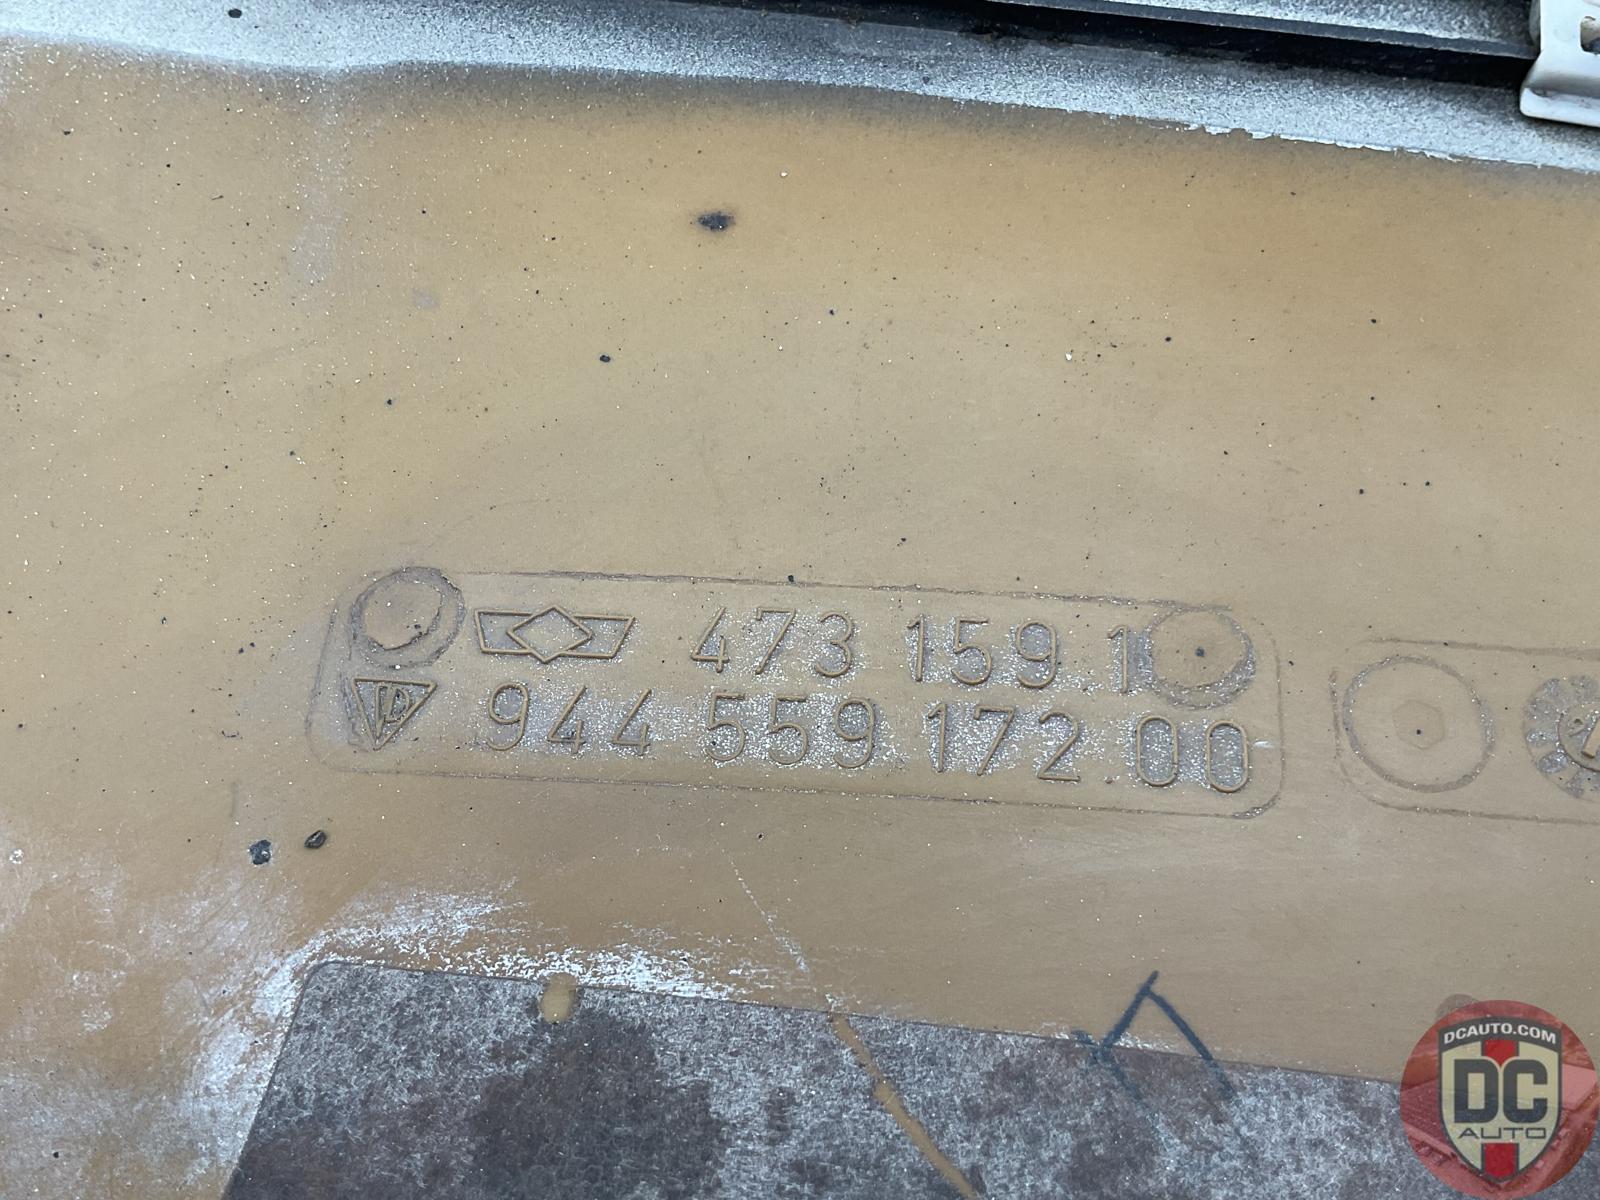 473 159 1
944 559 172 00
DCAUTO.COM
DC
AUTO